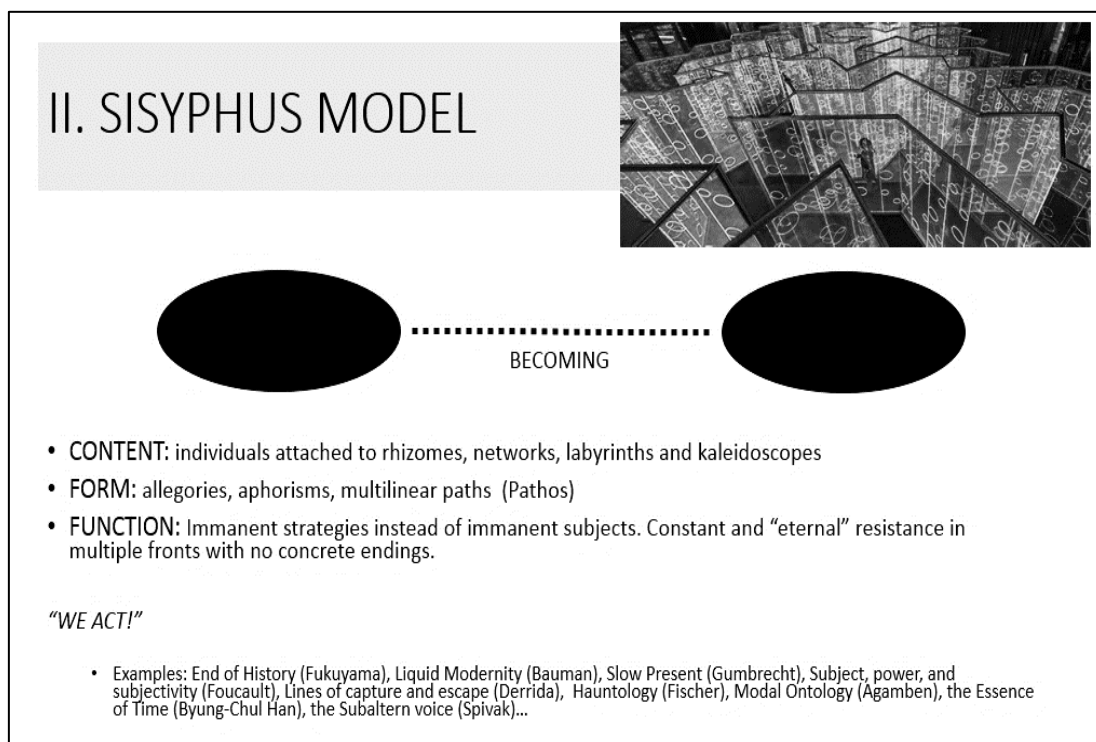 II. SISYPHUS MODEL
BECOMING
• CONTENT: individuals attached to rhizomes, networks, labyrinths and kaleidoscopes
• FORM: allegories, aphorisms, multilinear paths  (Pathos)
• FUNCTION: Immanent strategies instead of immanent subjects. Constant and “eternal” resistance in
multiple fronts with no concrete endings.
“WE ACT!”
• Examples: End of History (Fukuyama), Liquid Modernity (Bauman), Slow Present (Gumbrecht), Subject, power, and
subjectivity (Foucault), Lines of capture and escape (Derrida),  Hauntology (Fischer), Modal Ontology (Agamben), the Essence
of Time (Byung-Chul Han), the Subaltern voice (Spivak)…